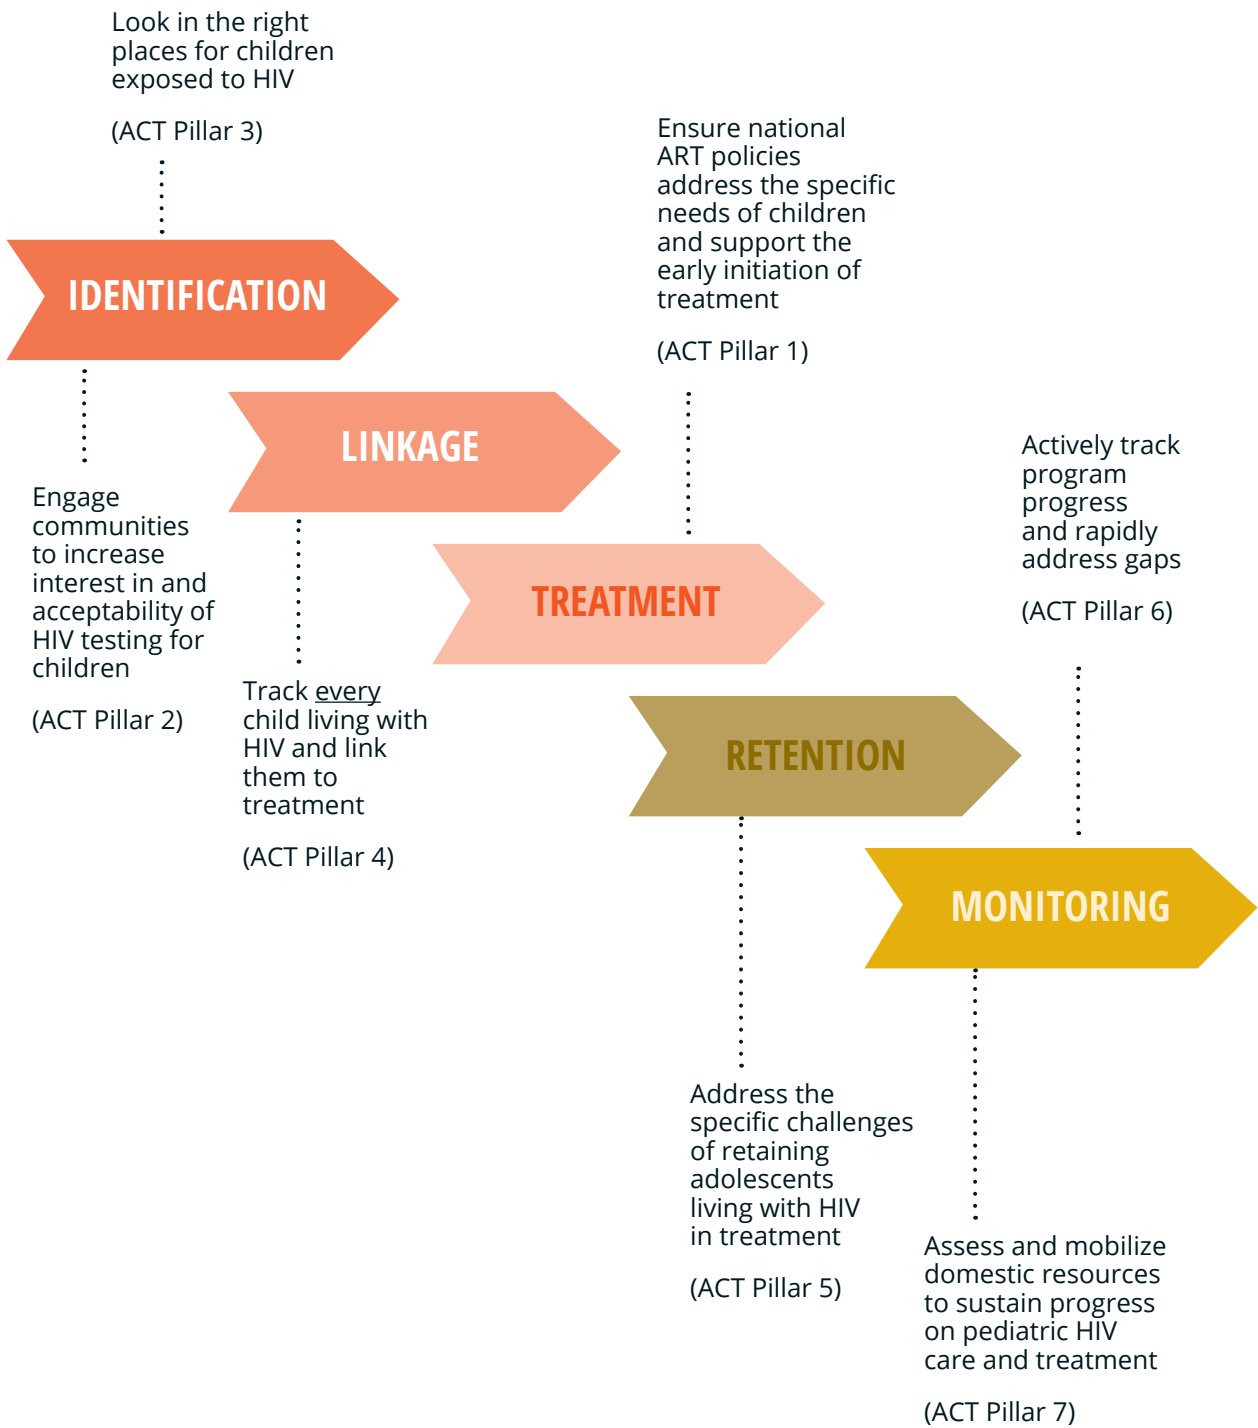 Look in the right
places for children
exposed to HIV
(ACT Pillar 3)
IDENTIFICATION
Engage
communities
to increase
interest in and
acceptability of
HIV testing for
children
(ACT Pillar 2)
LINKAGE
Track every
child living with
HIV and link
them to
treatment
(ACT Pillar 4)
Ensure national
ART policies
address the specific
needs of children
and support the
early initiation of
treatment
(ACT Pillar 1)
TREATMENT
RETENTION
Address the
specific challenges
of retaining
adolescents
living with HIV
in treatment
(ACT Pillar 5)
Actively track
program
progress
and rapidly
address gaps
(ACT Pillar 6)
MONITORING
Assess and mobilize
domestic resources
to sustain progress
on pediatric HIV
care and treatment
(ACT Pillar 7)